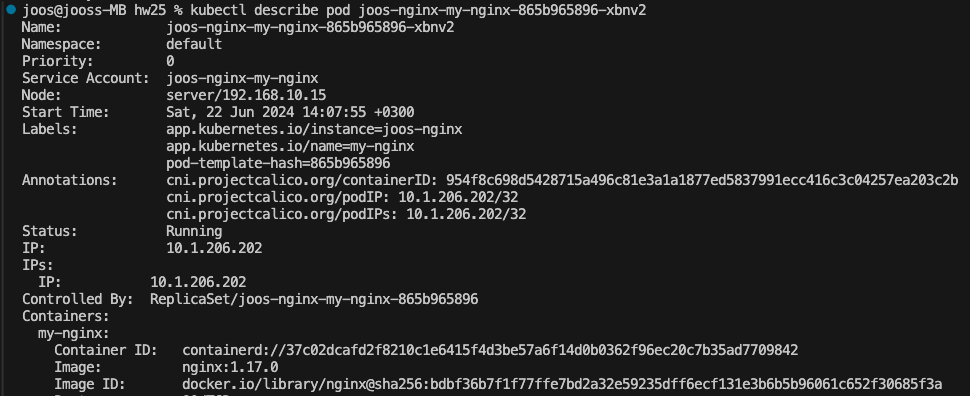 joos@jooss-MB hw25 % kubectl describe pod joos-nginx-my-nginx-865b965896-xbnv2
Name:             joos-nginx-my-nginx-865b965896-xbnv2
Namespace:        default
Priority:         0
Service Account:  joos-nginx-my-nginx
Node:             server/192.168.10.15
Start Time:       Sat, 22 Jun 2024 14:07:55 +0300
Labels:           app.kubernetes.io/instance=joos-nginx
                  app.kubernetes.io/name=my-nginx
                  pod-template-hash=865b965896
Annotations:      cni.projectcalico.org/containerID: 954f8c698d5428715a496c81e3a1a1877ed5837991ecc416c3c04257ea203c2b
                  cni.projectcalico.org/podIP: 10.1.206.202/32
                  cni.projectcalico.org/podIPs: 10.1.206.202/32
Status:           Running
IP:               10.1.206.202
IPs:
  IP:           10.1.206.202
Controlled By:  ReplicaSet/joos-nginx-my-nginx-865b965896
Containers:
  my-nginx:
    Container ID:   containerd://37c02dcafd2f8210c1e6415f4d3be57a6f14d0b0362f96ec20c7b35ad7709842
    Image:          nginx:1.17.0
    Image ID:       docker.io/library/nginx@sha256:bdbf36b7f1f77ffe7bd2a32e59235dff6ecf131e3b6b5b96061c652f30685f3a